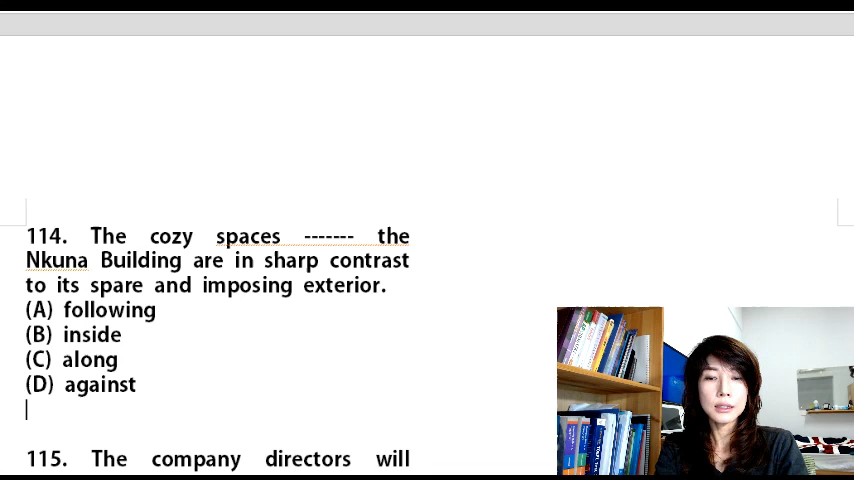 114. The cozy spaces ------- the
Nkuna Building are in sharp contrast
to its spare and imposing exterior.
(A) following
(B) inside
(C) along
(D) against
115. The company directors will